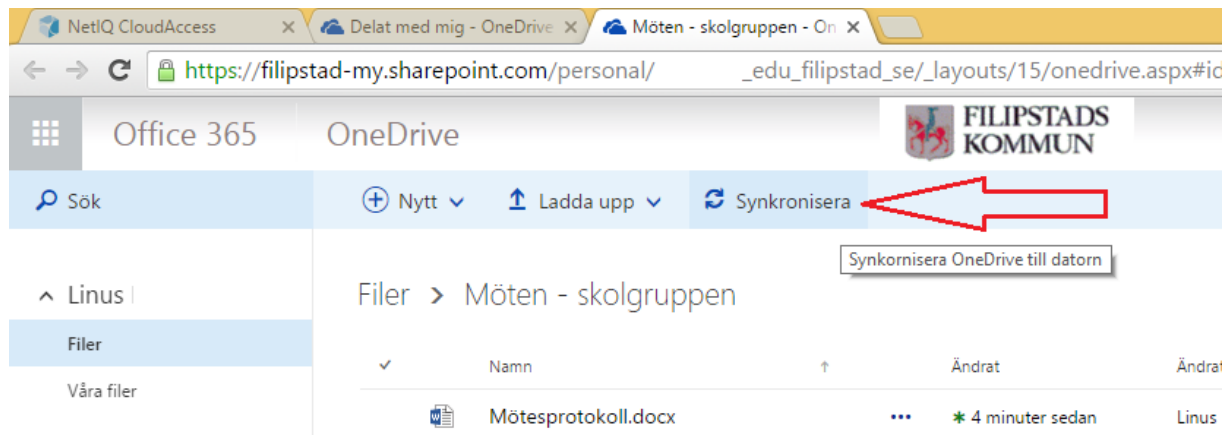 NetIQ CloudAccess
Delat med mig - OneDrive
Möten - skolgruppen - On
https://filipstad-my.sharepoint.com/personal/ _edu_filipstad_se/_layouts/15/onedrive.aspx#id
Office 365 OneDrive
FILIPSTADS
KOMMUN
Sök Nytt Ladda upp Synkronisera
Synkornisera OneDrive till datorn
Linus
Filer > Möten - skolgruppen
Filer
Våra filer
Namn Ändrat Ändrat
Mötesprotokoll.docx ••• 4 minuter sedan Linus